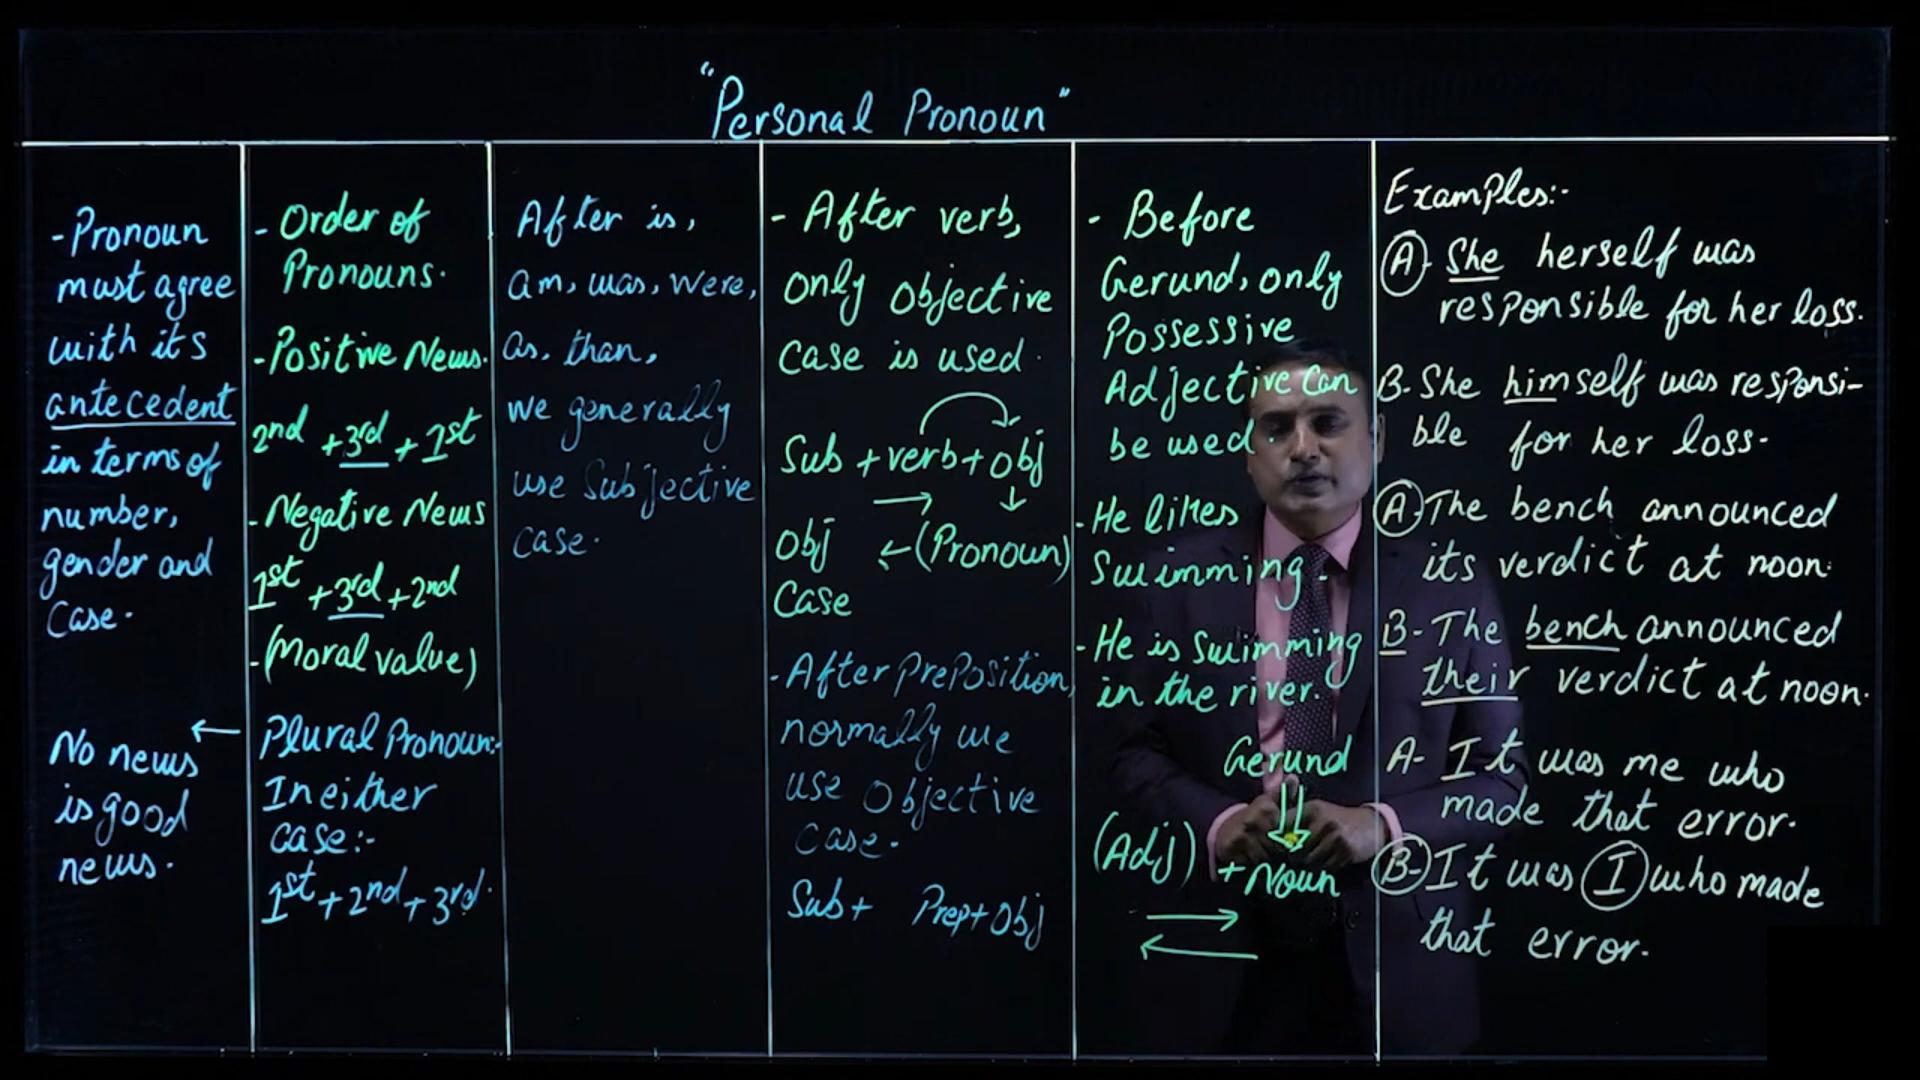 "Personal Pronoun"
-Pronoun
must agree
with its
antecedent
in terms of
number,
gender and
Case.
No news
is good
news.
- Order of
Pronouns.
-Positive News.
2nd + 3rd + 1st
- Negative News
1st + 3rd + 2nd
- (Moral value)
Plural Pronoun:-
In either
case:-
1st + 2nd + 3rd.
After is,
am, was, were,
as, than,
we generally
use Subjective
case.
- After verb,
only objective
case is used.
Sub + verb + obj
obj ← (Pronoun)
Case
- After PrePosition,
normally we
use objective
case.
Sub + Prep + Obj
- Before
Gerund, only
Possessive
Adjective Can
be used.
- He likes
Swimming.
- He is Swimming
in the river.
Gerund
(Adj) + Noun
Examples:-
A- She herself was
responsible for her loss.
B- She himself was responsi-
ble for her loss.
A- The bench announced
its verdict at noon.
B- The bench announced
their verdict at noon.
A- It was me who
made that error.
B- It was I who made
that error.